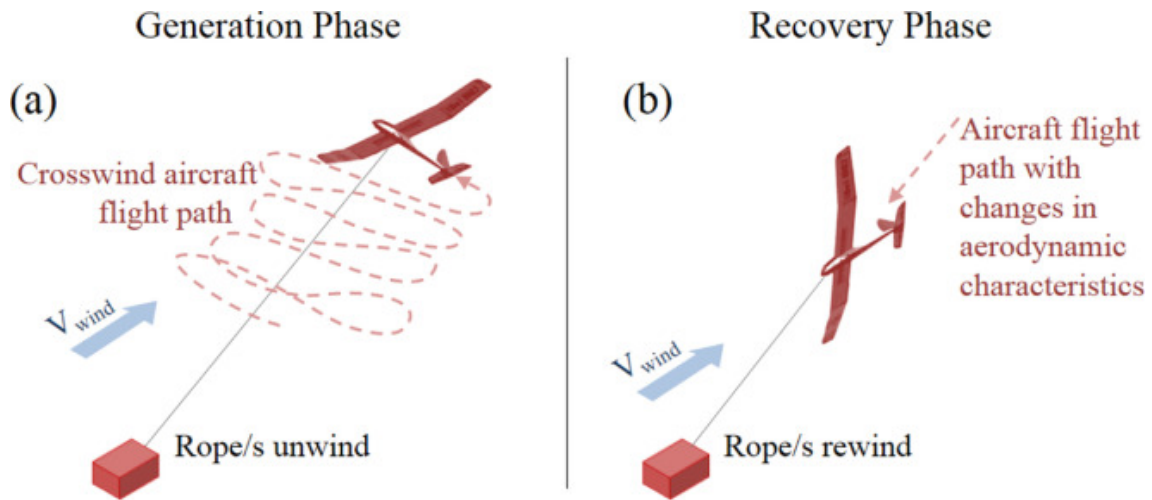 Generation Phase
Recovery Phase
(a)
Crosswind aircraft
flight path
V wind
Rope/s unwind
(b)
Aircraft flight
path with
changes in
aerodynamic
characteristics
V wind
Rope/s rewind